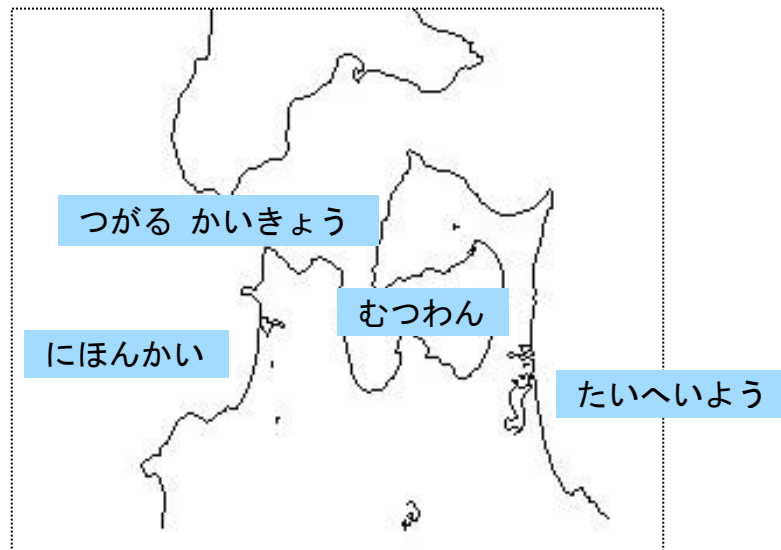 つがる かいきょう
むつわん
にほんかい
たいへいよう